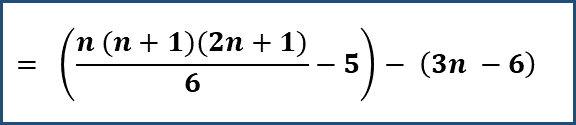 = (n (n + 1)(2n + 1)/6 − 5) − (3n − 6)